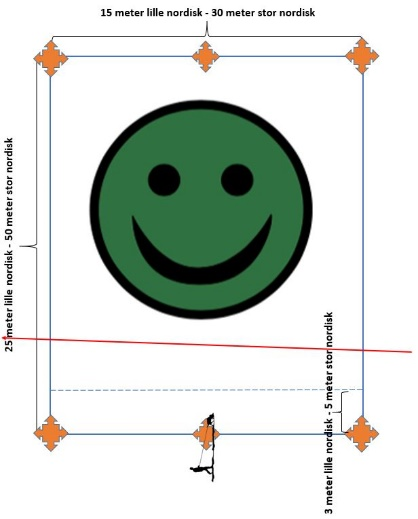 15 meter lille nordisk - 30 meter stor nordisk
25 meter lille nordisk - 50 meter stor nordisk
3 meter lille nordisk - 5 meter stor nordisk